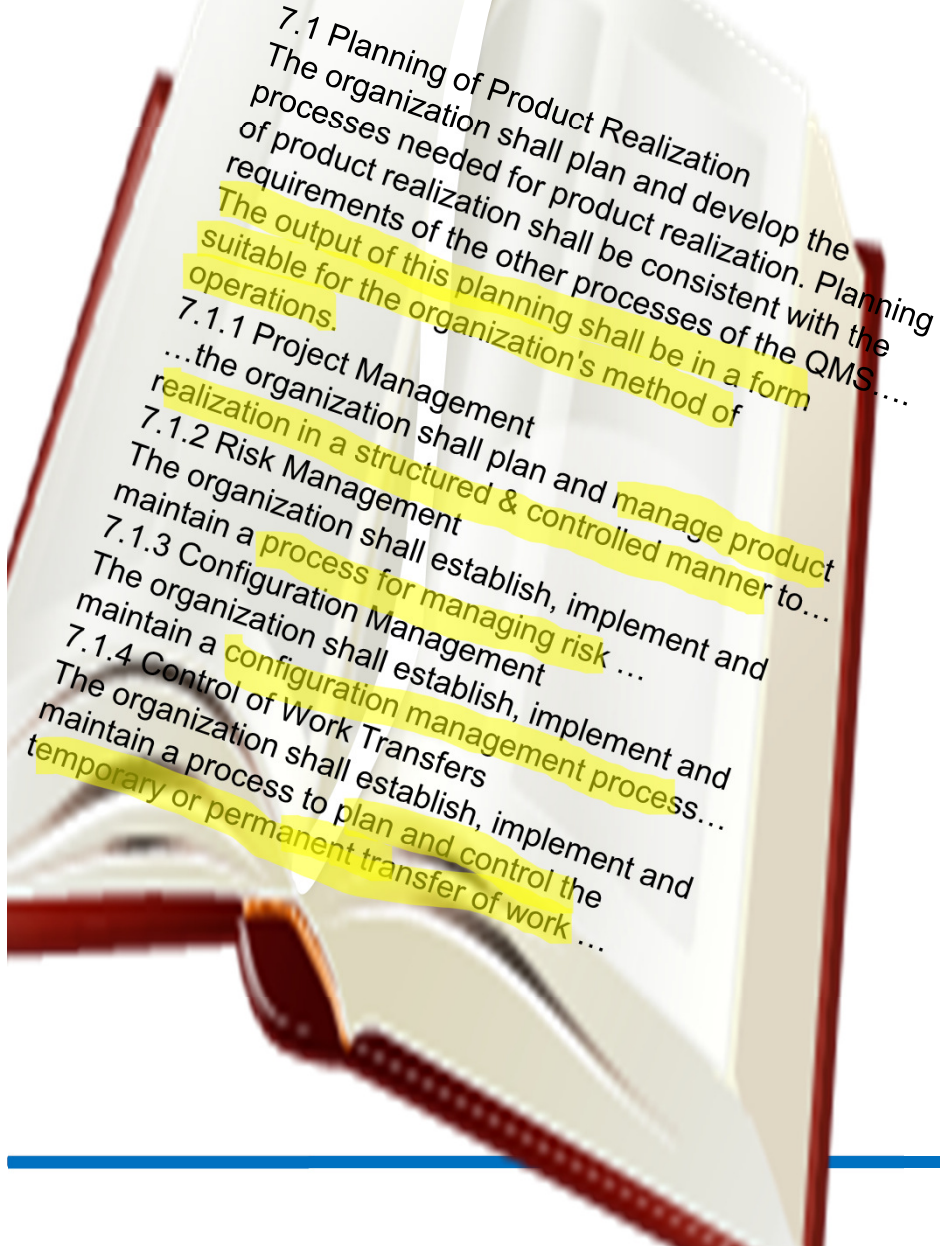 7.1 Planning of Product Realization
The organization shall plan and develop the
processes needed for product realization. Planning
of product realization shall be consistent with the
requirements of the other processes of the QMS….
The output of this planning shall be in a form
suitable for the organization's method of
operations.
7.1.1 Project Management
…the organization shall plan and manage product
realization in a structured & controlled manner to…
7.1.2 Risk Management
The organization shall establish, implement and
maintain a process for managing risk …
7.1.3 Configuration Management
The organization shall establish, implement and
maintain a configuration management process…
7.1.4 Control of Work Transfers
The organization shall establish, implement and
maintain a process to plan and control the
temporary or permanent transfer of work …